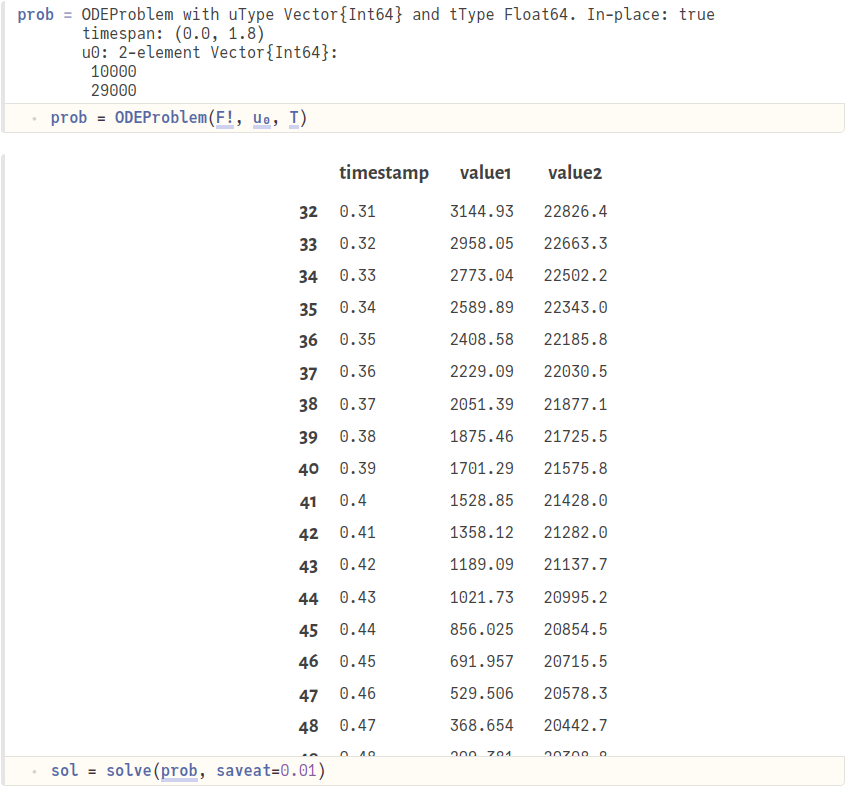 prob = ODEProblem with uType Vector{Int64} and tType Float64. In-place: true
timespan: (0.0, 1.8)
u0: 2-element Vector{Int64}:
10000
29000
prob = ODEProblem(F!, u₀, T)
timestamp value1 value2
32 0.31 3144.93 22826.4
33 0.32 2958.05 22663.3
34 0.33 2773.04 22502.2
35 0.34 2589.89 22343.0
36 0.35 2408.58 22185.8
37 0.36 2229.09 22030.5
38 0.37 2051.39 21877.1
39 0.38 1875.46 21725.5
40 0.39 1701.29 21575.8
41 0.4 1528.85 21428.0
42 0.41 1358.12 21282.0
43 0.42 1189.09 21137.7
44 0.43 1021.73 20995.2
45 0.44 856.025 20854.5
46 0.45 691.957 20715.5
47 0.46 529.506 20578.3
48 0.47 368.654 20442.7
sol = solve(prob, saveat=0.01)